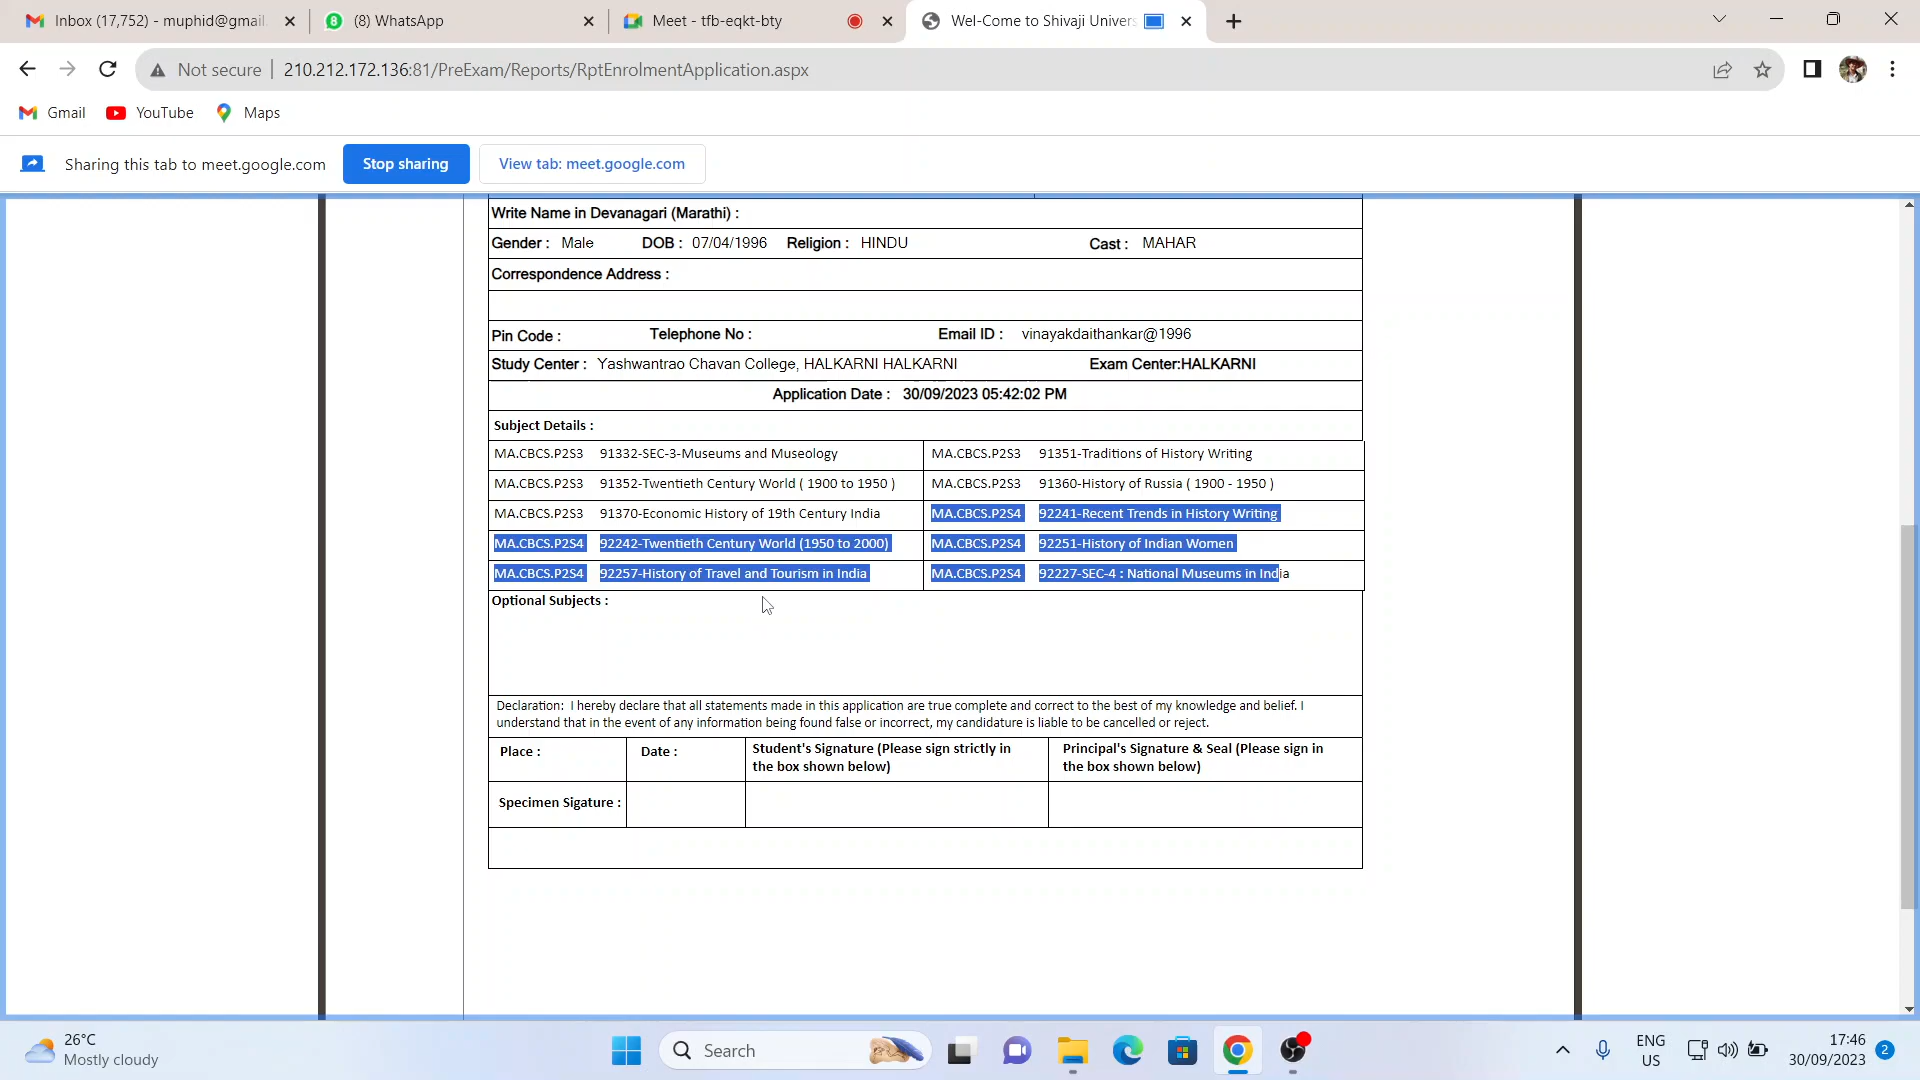 Inbox (17,752) - muphid@gmail. (8) WhatsApp Meet - tfb-eqkt-bty Wel-Come to Shivaji Univers
Not secure 210.212.172.136:81/PreExam/Reports/RptEnrolmentApplication.aspx
Gmail YouTube Maps
Sharing this tab to meet.google.com Stop sharing View tab: meet.google.com
Write Name in Devanagari (Marathi) :
Gender : Male DOB : 07/04/1996 Religion : HINDU Cast : MAHAR
Correspondence Address :
Pin Code : Telephone No : Email ID : vinayakdaithankar@1996
Study Center : Yashwantrao Chavan College, HALKARNI HALKARNI Exam Center:HALKARNI
Application Date : 30/09/2023 05:42:02 PM
Subject Details :
MA.CBCS.P2S3 91332-SEC-3-Museums and Museology MA.CBCS.P2S3 91351-Traditions of History Writing
MA.CBCS.P2S3 91352-Twentieth Century World ( 1900 to 1950 ) MA.CBCS.P2S3 91360-History of Russia ( 1900 - 1950 )
MA.CBCS.P2S3 91370-Economic History of 19th Century India MA.CBCS.P2S4 92241-Recent Trends in History Writing
MA.CBCS.P2S4 92242-Twentieth Century World (1950 to 2000) MA.CBCS.P2S4 92251-History of Indian Women
MA.CBCS.P2S4 92257-History of Travel and Tourism in India MA.CBCS.P2S4 92227-SEC-4 : National Museums in India
Optional Subjects :
Declaration: I hereby declare that all statements made in this application are true complete and correct to the best of my knowledge and belief. I
understand that in the event of any information being found false or incorrect, my candidature is liable to be cancelled or reject.
Place : Date : Student's Signature (Please sign strictly in Principal's Signature & Seal (Please sign in
the box shown below) the box shown below)
Specimen Sigature :
26°C
Mostly cloudy
Search
ENG
US
17:46
30/09/2023
2